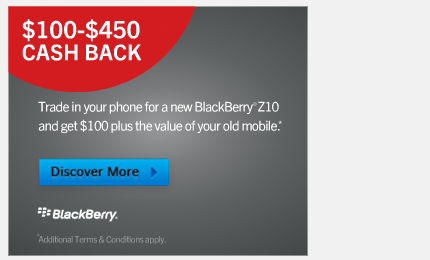 $100-$450
CASH BACK
Trade in your phone for a new BlackBerry® Z10
and get $100 plus the value of your old mobile.*
Discover More
BlackBerry.
*Additional Terms & Conditions apply.